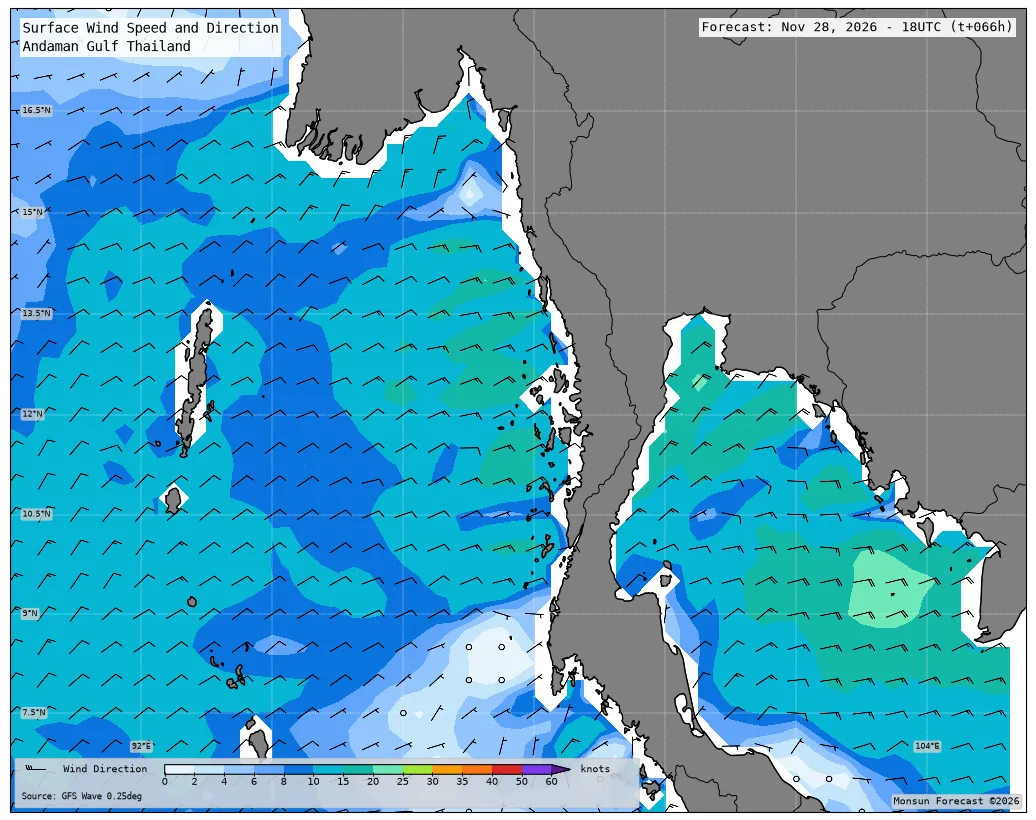 Surface Wind Speed and Direction
Andaman Gulf Thailand
Forecast: Nov 28, 2026 - 18UTC (t+066h)
16.5°N
15°N
13.5°N
12°N
10.5°N
9°N
7.5°N
92°E
104°E
Wind Direction
0 2 4 6 8 10 15 20 25 30 35 40 50 60
knots
Source: GFS Wave 0.25deg
Monsun Forecast ©2026